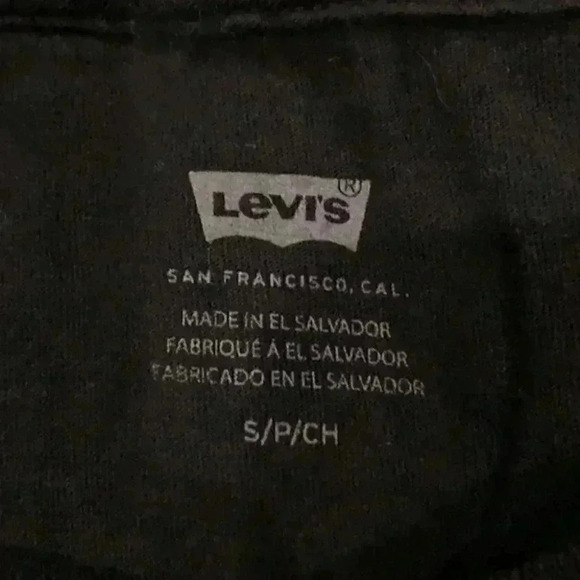 Levi's ®
SAN FRANCISCO, CAL.
MADE IN EL SALVADOR
FABRIQUÉ Á EL SALVADOR
FABRICADO EN EL SALVADOR
S/P/CH